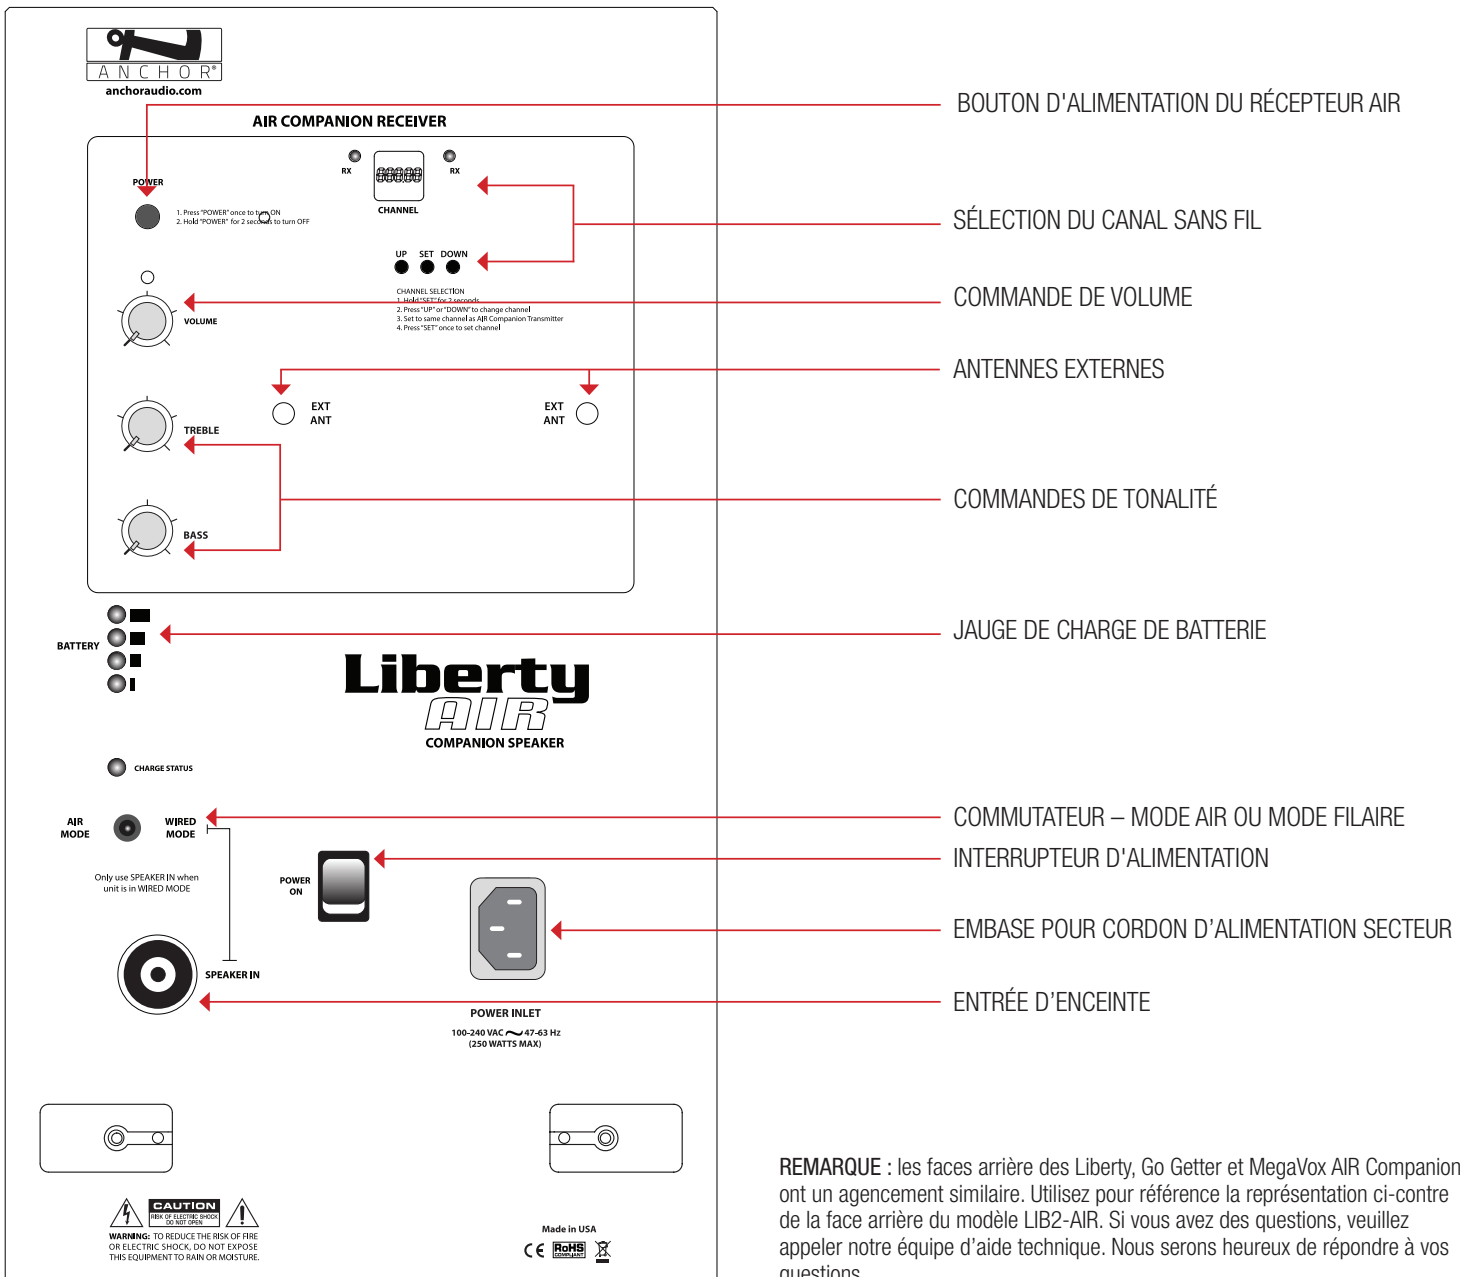 ANCHOR®
anchoraudio.com
AIR COMPANION RECEIVER
POWER
1. Press "POWER" once to turn ON
2. Hold "POWER" for 2 seconds to turn OFF
RX
RX
CHANNEL
UP SET DOWN
CHANNEL SELECTION
1. Hold "SET" for 2 seconds
2. Press "UP" or "DOWN" to change channel
3. Set to same channel as AIR Companion Transmitter
4. Press "SET" once to set channel
VOLUME
EXT
ANT
EXT
ANT
TREBLE
BASS
BATTERY
Liberty
AIR
COMPANION SPEAKER
CHARGE STATUS
AIR
MODE
WIRED
MODE
Only use SPEAKER IN when
unit is in WIRED MODE
POWER
ON
SPEAKER IN
POWER INLET
100-240 VAC ~ 47-63 Hz
(250 WATTS MAX)
CAUTION
RISK OF ELECTRIC SHOCK
DO NOT OPEN
WARNING: TO REDUCE THE RISK OF FIRE
OR ELECTRIC SHOCK, DO NOT EXPOSE
THIS EQUIPMENT TO RAIN OR MOISTURE.
Made in USA
CE RoHS
COMPLIANT
BOUTON D'ALIMENTATION DU RÉCEPTEUR AIR
SÉLECTION DU CANAL SANS FIL
COMMANDE DE VOLUME
ANTENNES EXTERNES
COMMANDES DE TONALITÉ
JAUGE DE CHARGE DE BATTERIE
COMMUTATEUR – MODE AIR OU MODE FILAIRE
INTERRUPTEUR D'ALIMENTATION
EMBASE POUR CORDON D’ALIMENTATION SECTEUR
ENTRÉE D’ENCEINTE
REMARQUE : les faces arrière des Liberty, Go Getter et MegaVox AIR Companion
ont un agencement similaire. Utilisez pour référence la représentation ci-contre
de la face arrière du modèle LIB2-AIR. Si vous avez des questions, veuillez
appeler notre équipe d’aide technique. Nous serons heureux de répondre à vos
questions